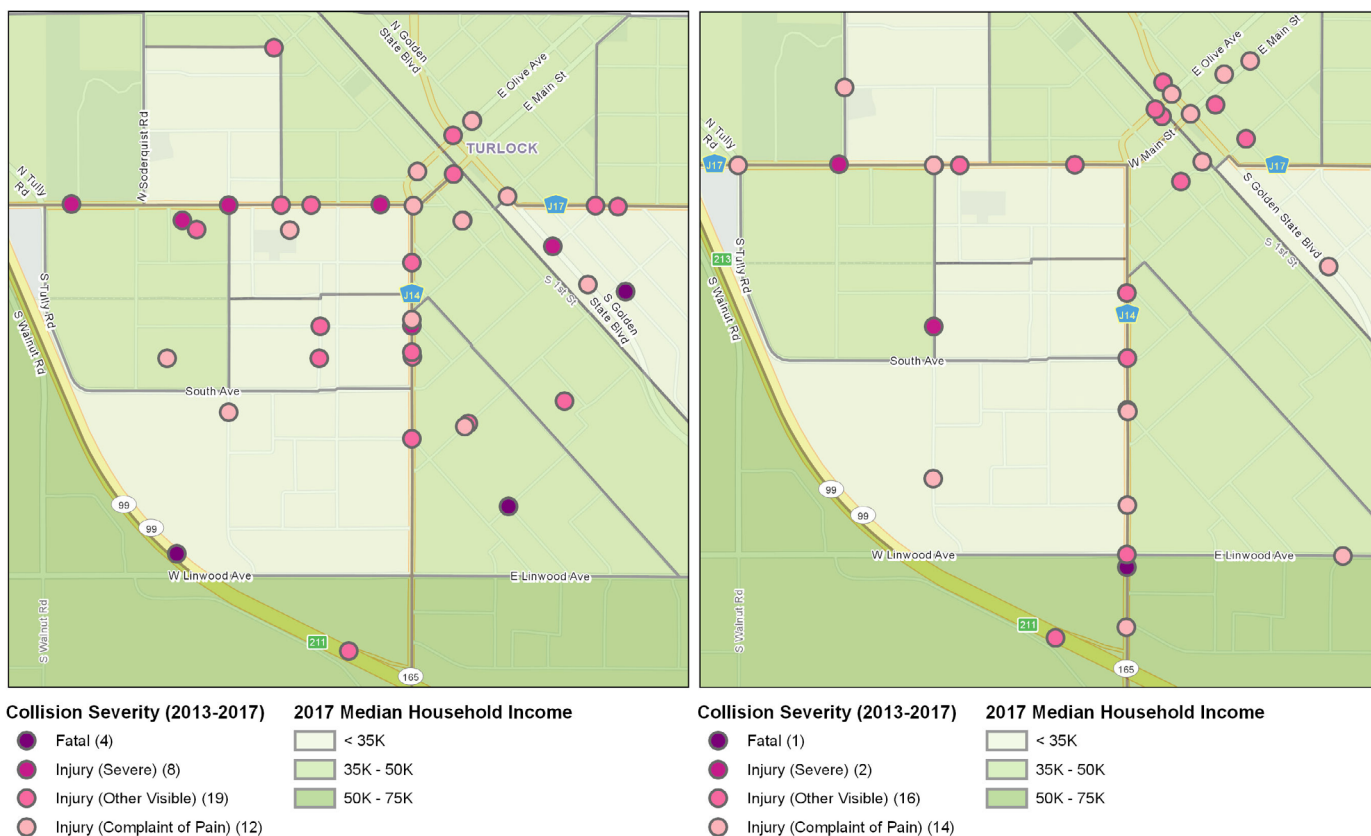 N Golden
State Blvd
E Olive Ave
E Main St
N Soderquist Rd
TURLOCK
N Tully
Rd
J17
S 1st St
S Golden
State Blvd
J14
S Tully Rd
S Walnut Rd
South Ave
99
99
W Linwood Ave
E Linwood Ave
S Walnut Rd
211
165
E Main St
E Olive Ave
N Tully
Rd
J17
W Main St
J17
S Golden State Blvd
S 1st St
213
S Tully Rd
S Walnut Rd
J14
South Ave
99
99
W Linwood Ave
E Linwood Ave
S Walnut Rd
211
165
Collision Severity (2013-2017)
Fatal (4)
Injury (Severe) (8)
Injury (Other Visible) (19)
Injury (Complaint of Pain) (12)
2017 Median Household Income
< 35K
35K - 50K
50K - 75K
Collision Severity (2013-2017)
Fatal (1)
Injury (Severe) (2)
Injury (Other Visible) (16)
Injury (Complaint of Pain) (14)
2017 Median Household Income
< 35K
35K - 50K
50K - 75K